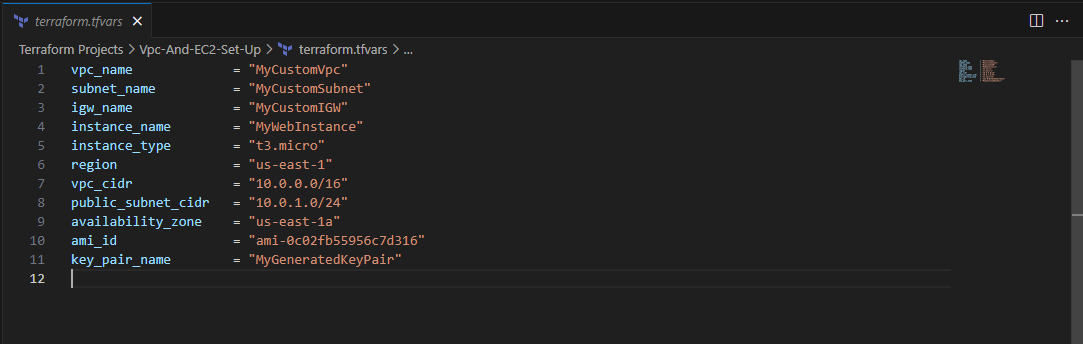 terraform.tfvars
Terraform Projects > Vpc-And-EC2-Set-Up > terraform.tfvars > ...
1 vpc_name = "MyCustomVpc"
2 subnet_name = "MyCustomSubnet"
3 igw_name = "MyCustomIGW"
4 instance_name = "MyWebInstance"
5 instance_type = "t3.micro"
6 region = "us-east-1"
7 vpc_cidr = "10.0.0.0/16"
8 public_subnet_cidr = "10.0.1.0/24"
9 availability_zone = "us-east-1a"
10 ami_id = "ami-0c02fb55956c7d316"
11 key_pair_name = "MyGeneratedKeyPair"
12